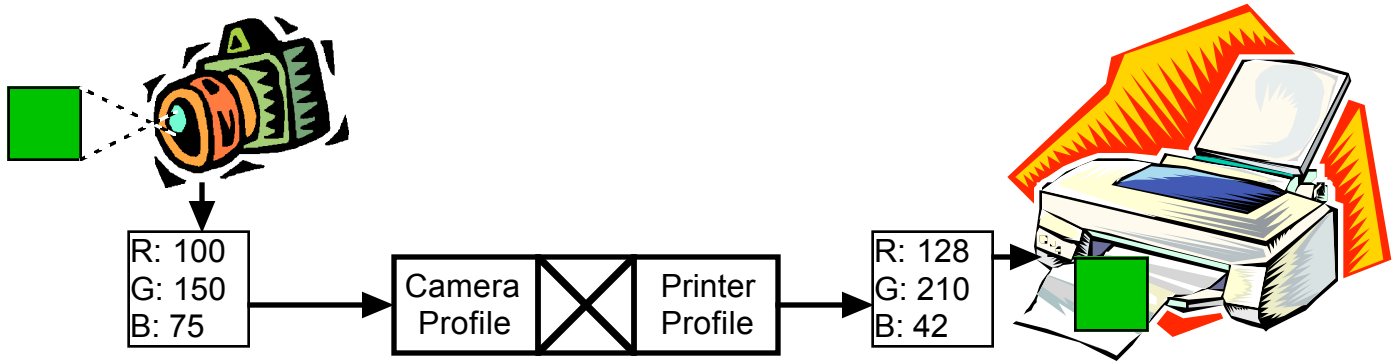 R: 100
G: 150
B: 75
Camera
Profile
Printer
Profile
R: 128
G: 210
B: 42